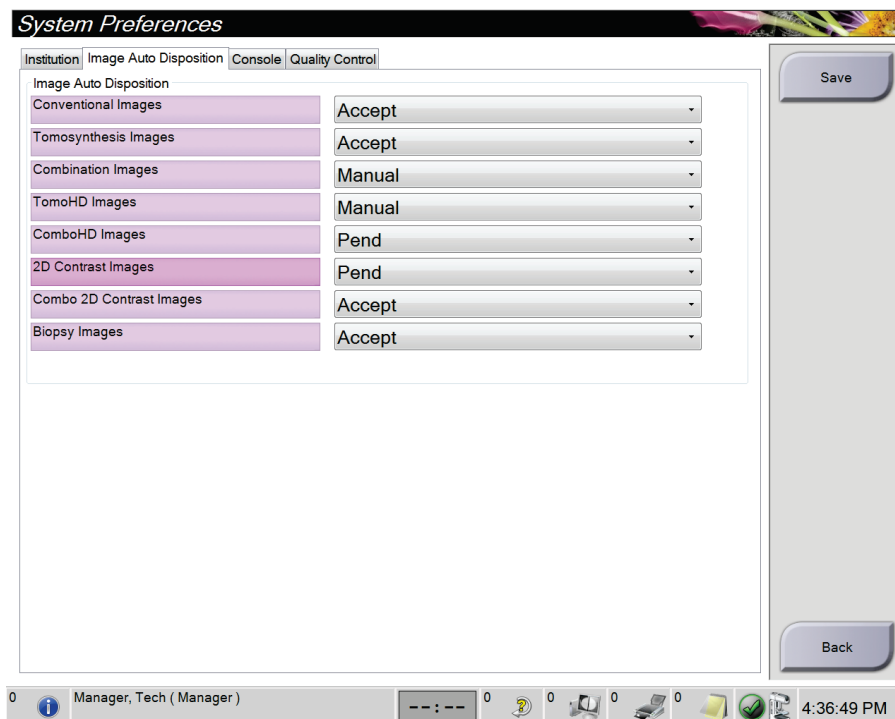 System Preferences
Institution Image Auto Disposition Console Quality Control
Save
Image Auto Disposition
Conventional Images Accept
Tomosynthesis Images Accept
Combination Images Manual
TomoHD Images Manual
ComboHD Images Pend
2D Contrast Images Pend
Combo 2D Contrast Images Accept
Biopsy Images Accept
Back
0 Manager, Tech ( Manager ) --:-- 0 0 0 0 4:36:49 PM